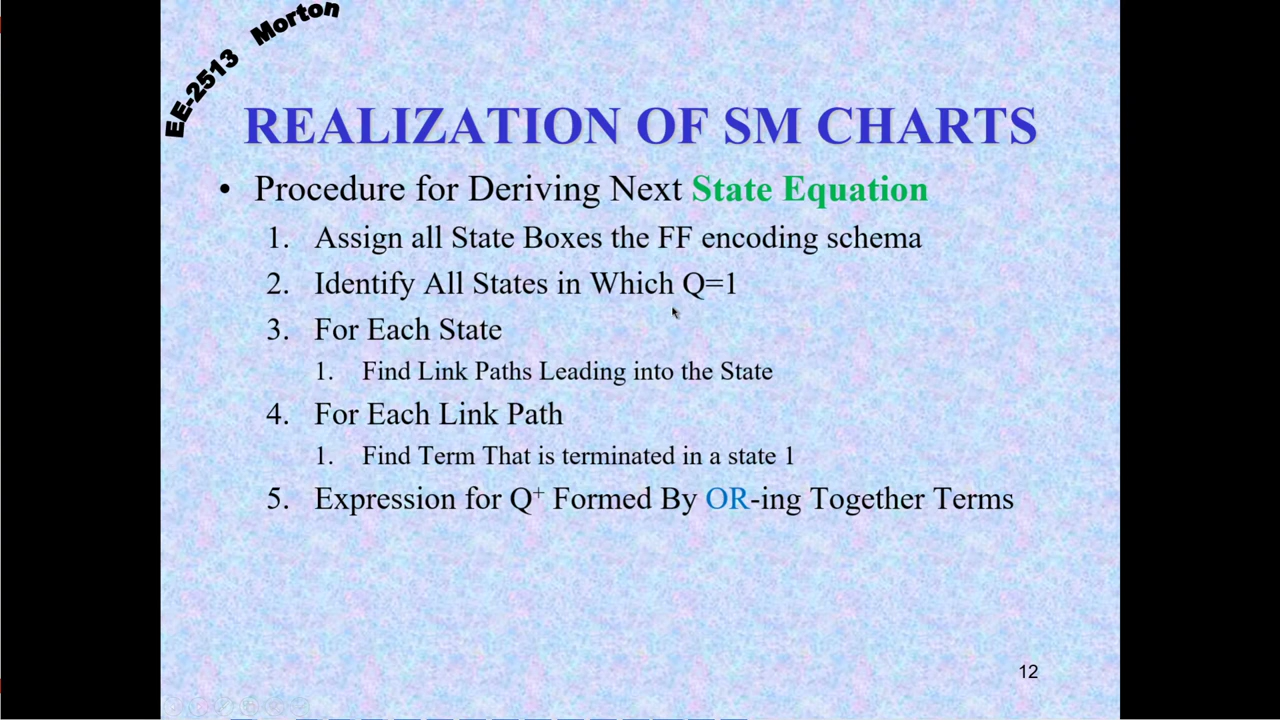 EE-2513 Morton
REALIZATION OF SM CHARTS
• Procedure for Deriving Next State Equation
1. Assign all State Boxes the FF encoding schema
2. Identify All States in Which Q=1
3. For Each State
1. Find Link Paths Leading into the State
4. For Each Link Path
1. Find Term That is terminated in a state 1
5. Expression for Q⁺ Formed By OR-ing Together Terms
12